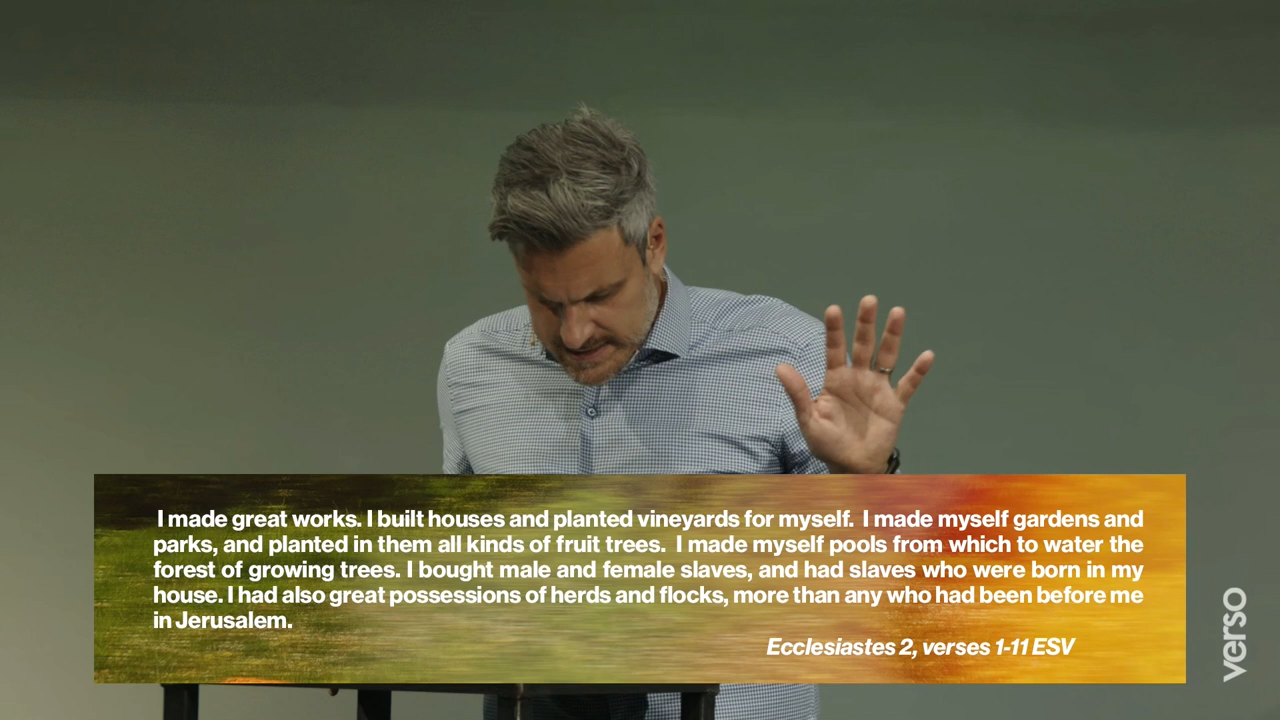 I made great works. I built houses and planted vineyards for myself.  I made myself gardens and
parks, and planted in them all kinds of fruit trees.  I made myself pools from which to water the
forest of growing trees. I bought male and female slaves, and had slaves who were born in my
house. I had also great possessions of herds and flocks, more than any who had been before me
in Jerusalem.
Ecclesiastes 2, verses 1-11 ESV
verso